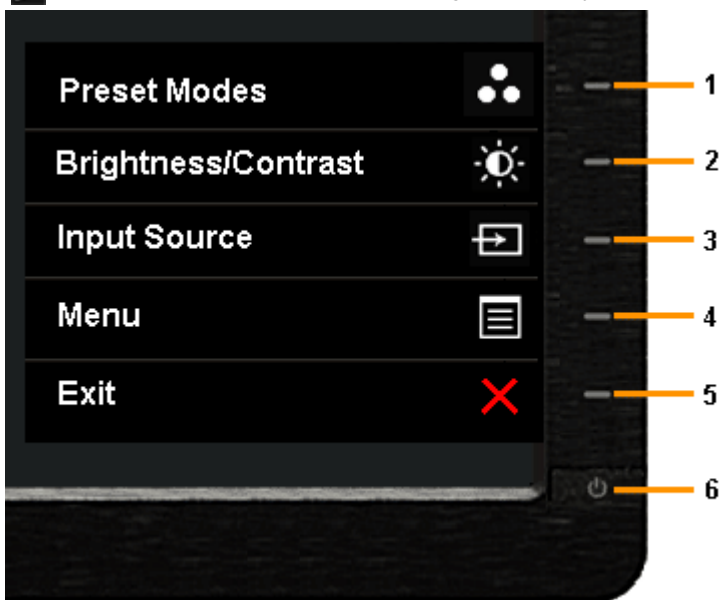 Preset Modes
1
Brightness/Contrast
2
Input Source
3
Menu
4
Exit
5
6